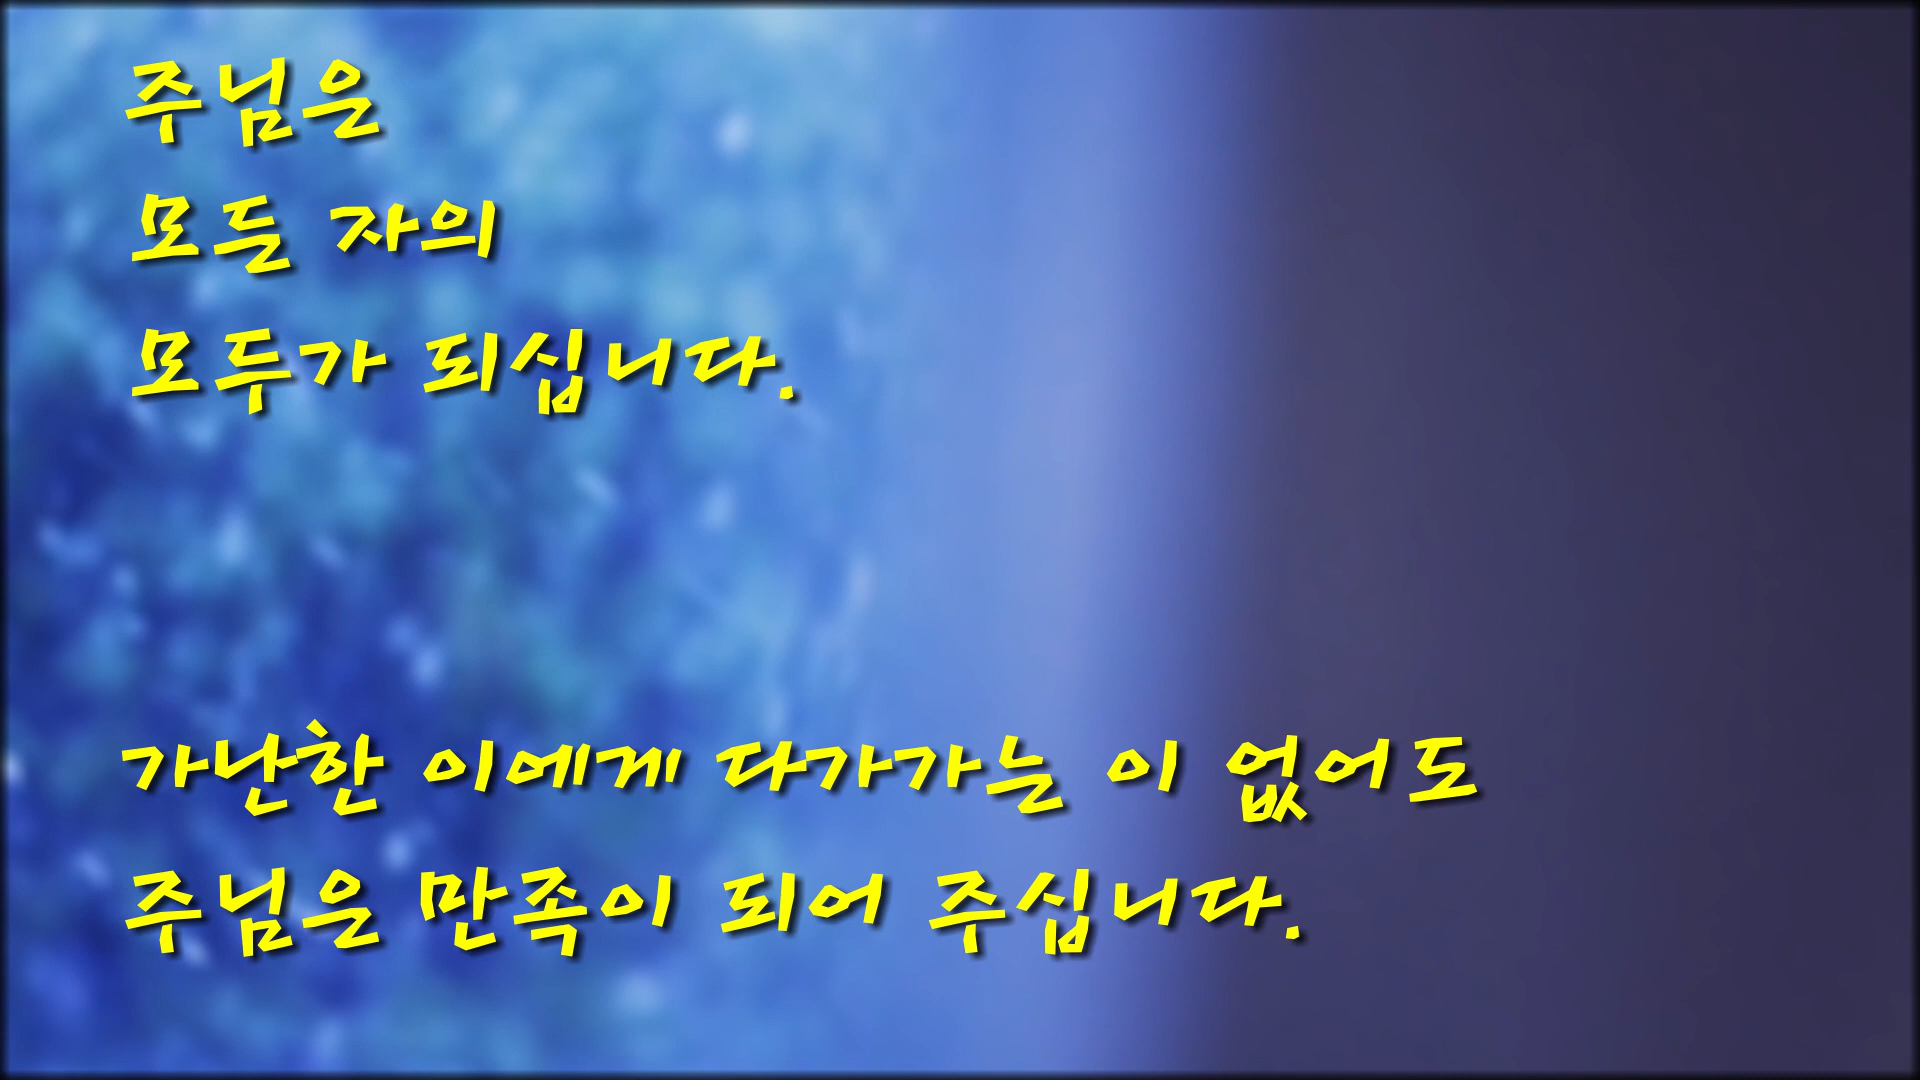 주님은
모든 자의
모두가 되십니다.
가난한 이에게 다가가는 이 없어도
주님은 만족이 되어 주십니다.